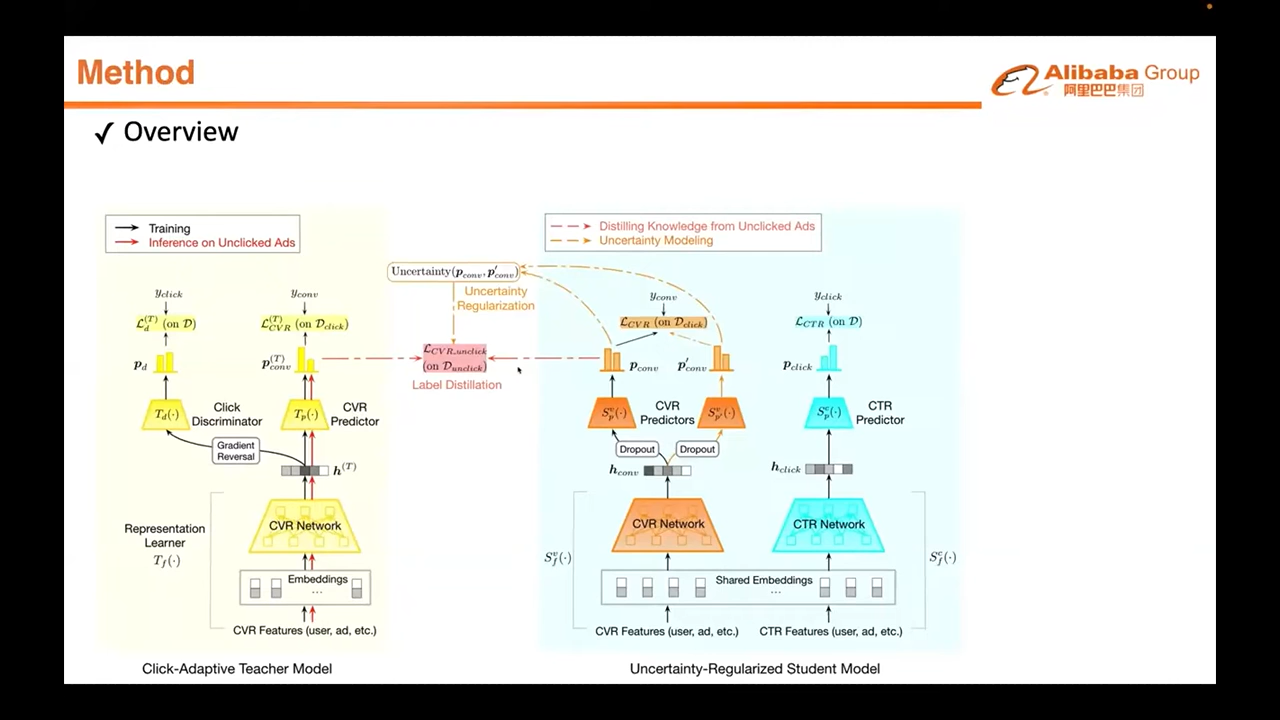 Method
Alibaba Group
阿里巴巴集团
✓ Overview
Training
Inference on Unclicked Ads
Distilling Knowledge from Unclicked Ads
Uncertainty Modeling
Uncertainty(p_conv, p'_conv)
Uncertainty
Regularization
y_click
y_conv
y_conv
y_click
L_d^(T) (on D)
L_CVR^(T) (on D_click)
L_CVR (on D_click)
L_CTR (on D)
L_CVR_unclick
(on D_unclick)
Label Distillation
p_d
p_conv^(T)
p_conv
p'_conv
p_click
T_d(·)
Click
Discriminator
T_p(·)
CVR
Predictor
S_p^v(·)
CVR
Predictors
S_p'^v(·)
S_p^c(·)
CTR
Predictor
Gradient
Reversal
Dropout
Dropout
h^(T)
h_conv
h_click
Representation
Learner
T_f(·)
CVR Network
CVR Network
CTR Network
S_f^v(·)
S_f^c(·)
Embeddings
...
Shared Embeddings
...
CVR Features (user, ad, etc.)
CVR Features (user, ad, etc.)
CTR Features (user, ad, etc.)
Click-Adaptive Teacher Model
Uncertainty-Regularized Student Model